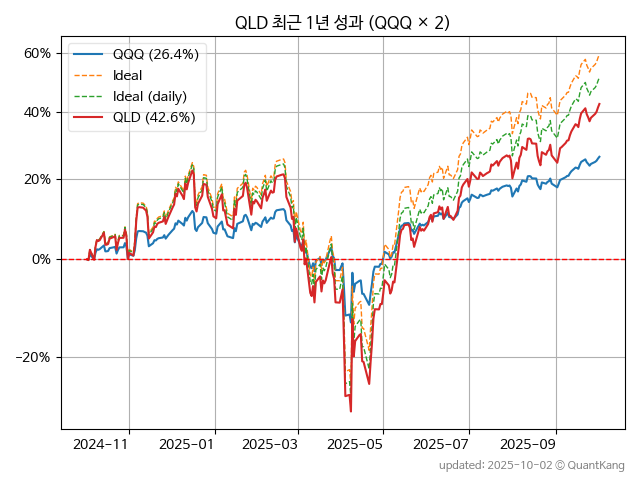 QLD 최근 1년 성과 (QQQ × 2)
QQQ (26.4%)
Ideal
Ideal (daily)
QLD (42.6%)
60%
40%
20%
0%
−20%
2024-11
2025-01
2025-03
2025-05
2025-07
2025-09
updated: 2025-10-02 © QuantKang